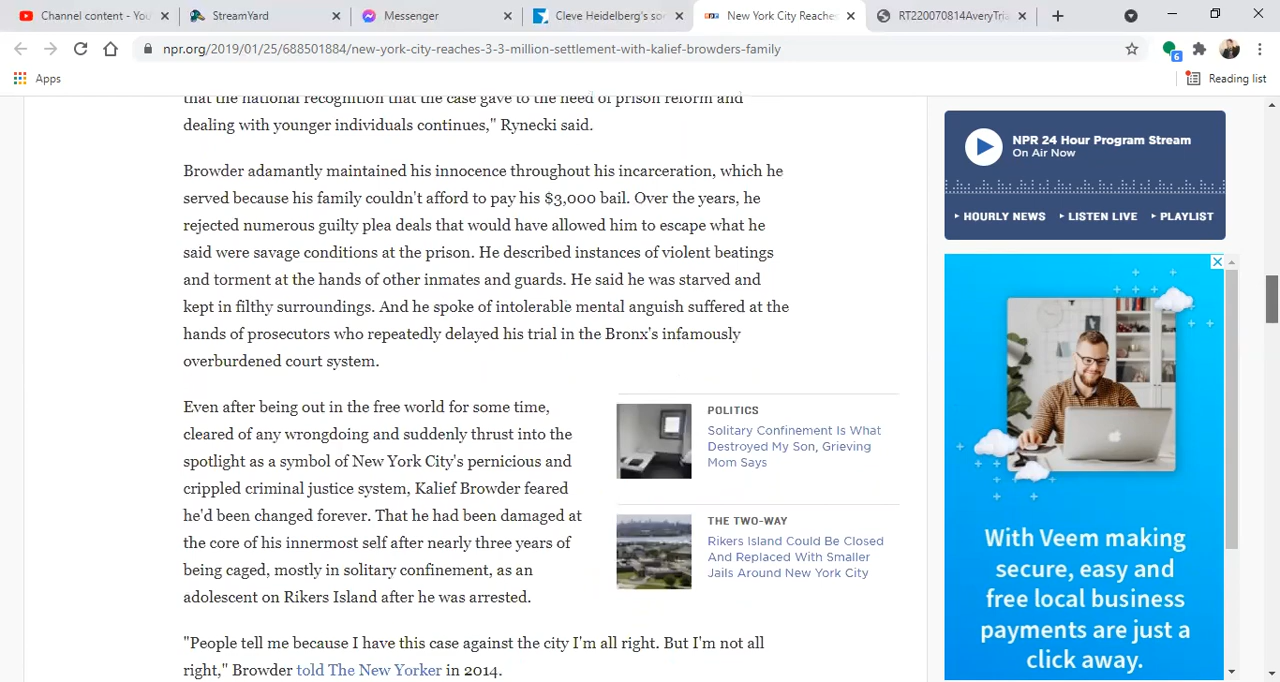 Channel content - You
StreamYard
Messenger
Cleve Heidelberg's so
New York City Reache
RT220070814AveryTria
npr.org/2019/01/25/688501884/new-york-city-reaches-3-3-million-settlement-with-kalief-browders-family
6
Apps
Reading list
that the national recognition that the case gave to the need of prison reform and
dealing with younger individuals continues," Rynecki said.
Browder adamantly maintained his innocence throughout his incarceration, which he
served because his family couldn't afford to pay his $3,000 bail. Over the years, he
rejected numerous guilty plea deals that would have allowed him to escape what he
said were savage conditions at the prison. He described instances of violent beatings
and torment at the hands of other inmates and guards. He said he was starved and
kept in filthy surroundings. And he spoke of intolerable mental anguish suffered at the
hands of prosecutors who repeatedly delayed his trial in the Bronx's infamously
overburdened court system.
Even after being out in the free world for some time,
cleared of any wrongdoing and suddenly thrust into the
spotlight as a symbol of New York City's pernicious and
crippled criminal justice system, Kalief Browder feared
he'd been changed forever. That he had been damaged at
the core of his innermost self after nearly three years of
being caged, mostly in solitary confinement, as an
adolescent on Rikers Island after he was arrested.
"People tell me because I have this case against the city I'm all right. But I'm not all
right," Browder told The New Yorker in 2014.
POLITICS
Solitary Confinement Is What
Destroyed My Son, Grieving
Mom Says
THE TWO-WAY
Rikers Island Could Be Closed
And Replaced With Smaller
Jails Around New York City
NPR 24 Hour Program Stream
On Air Now
HOURLY NEWS
LISTEN LIVE
PLAYLIST
With Veem making
secure, easy and
free local business
payments are just a
click away.